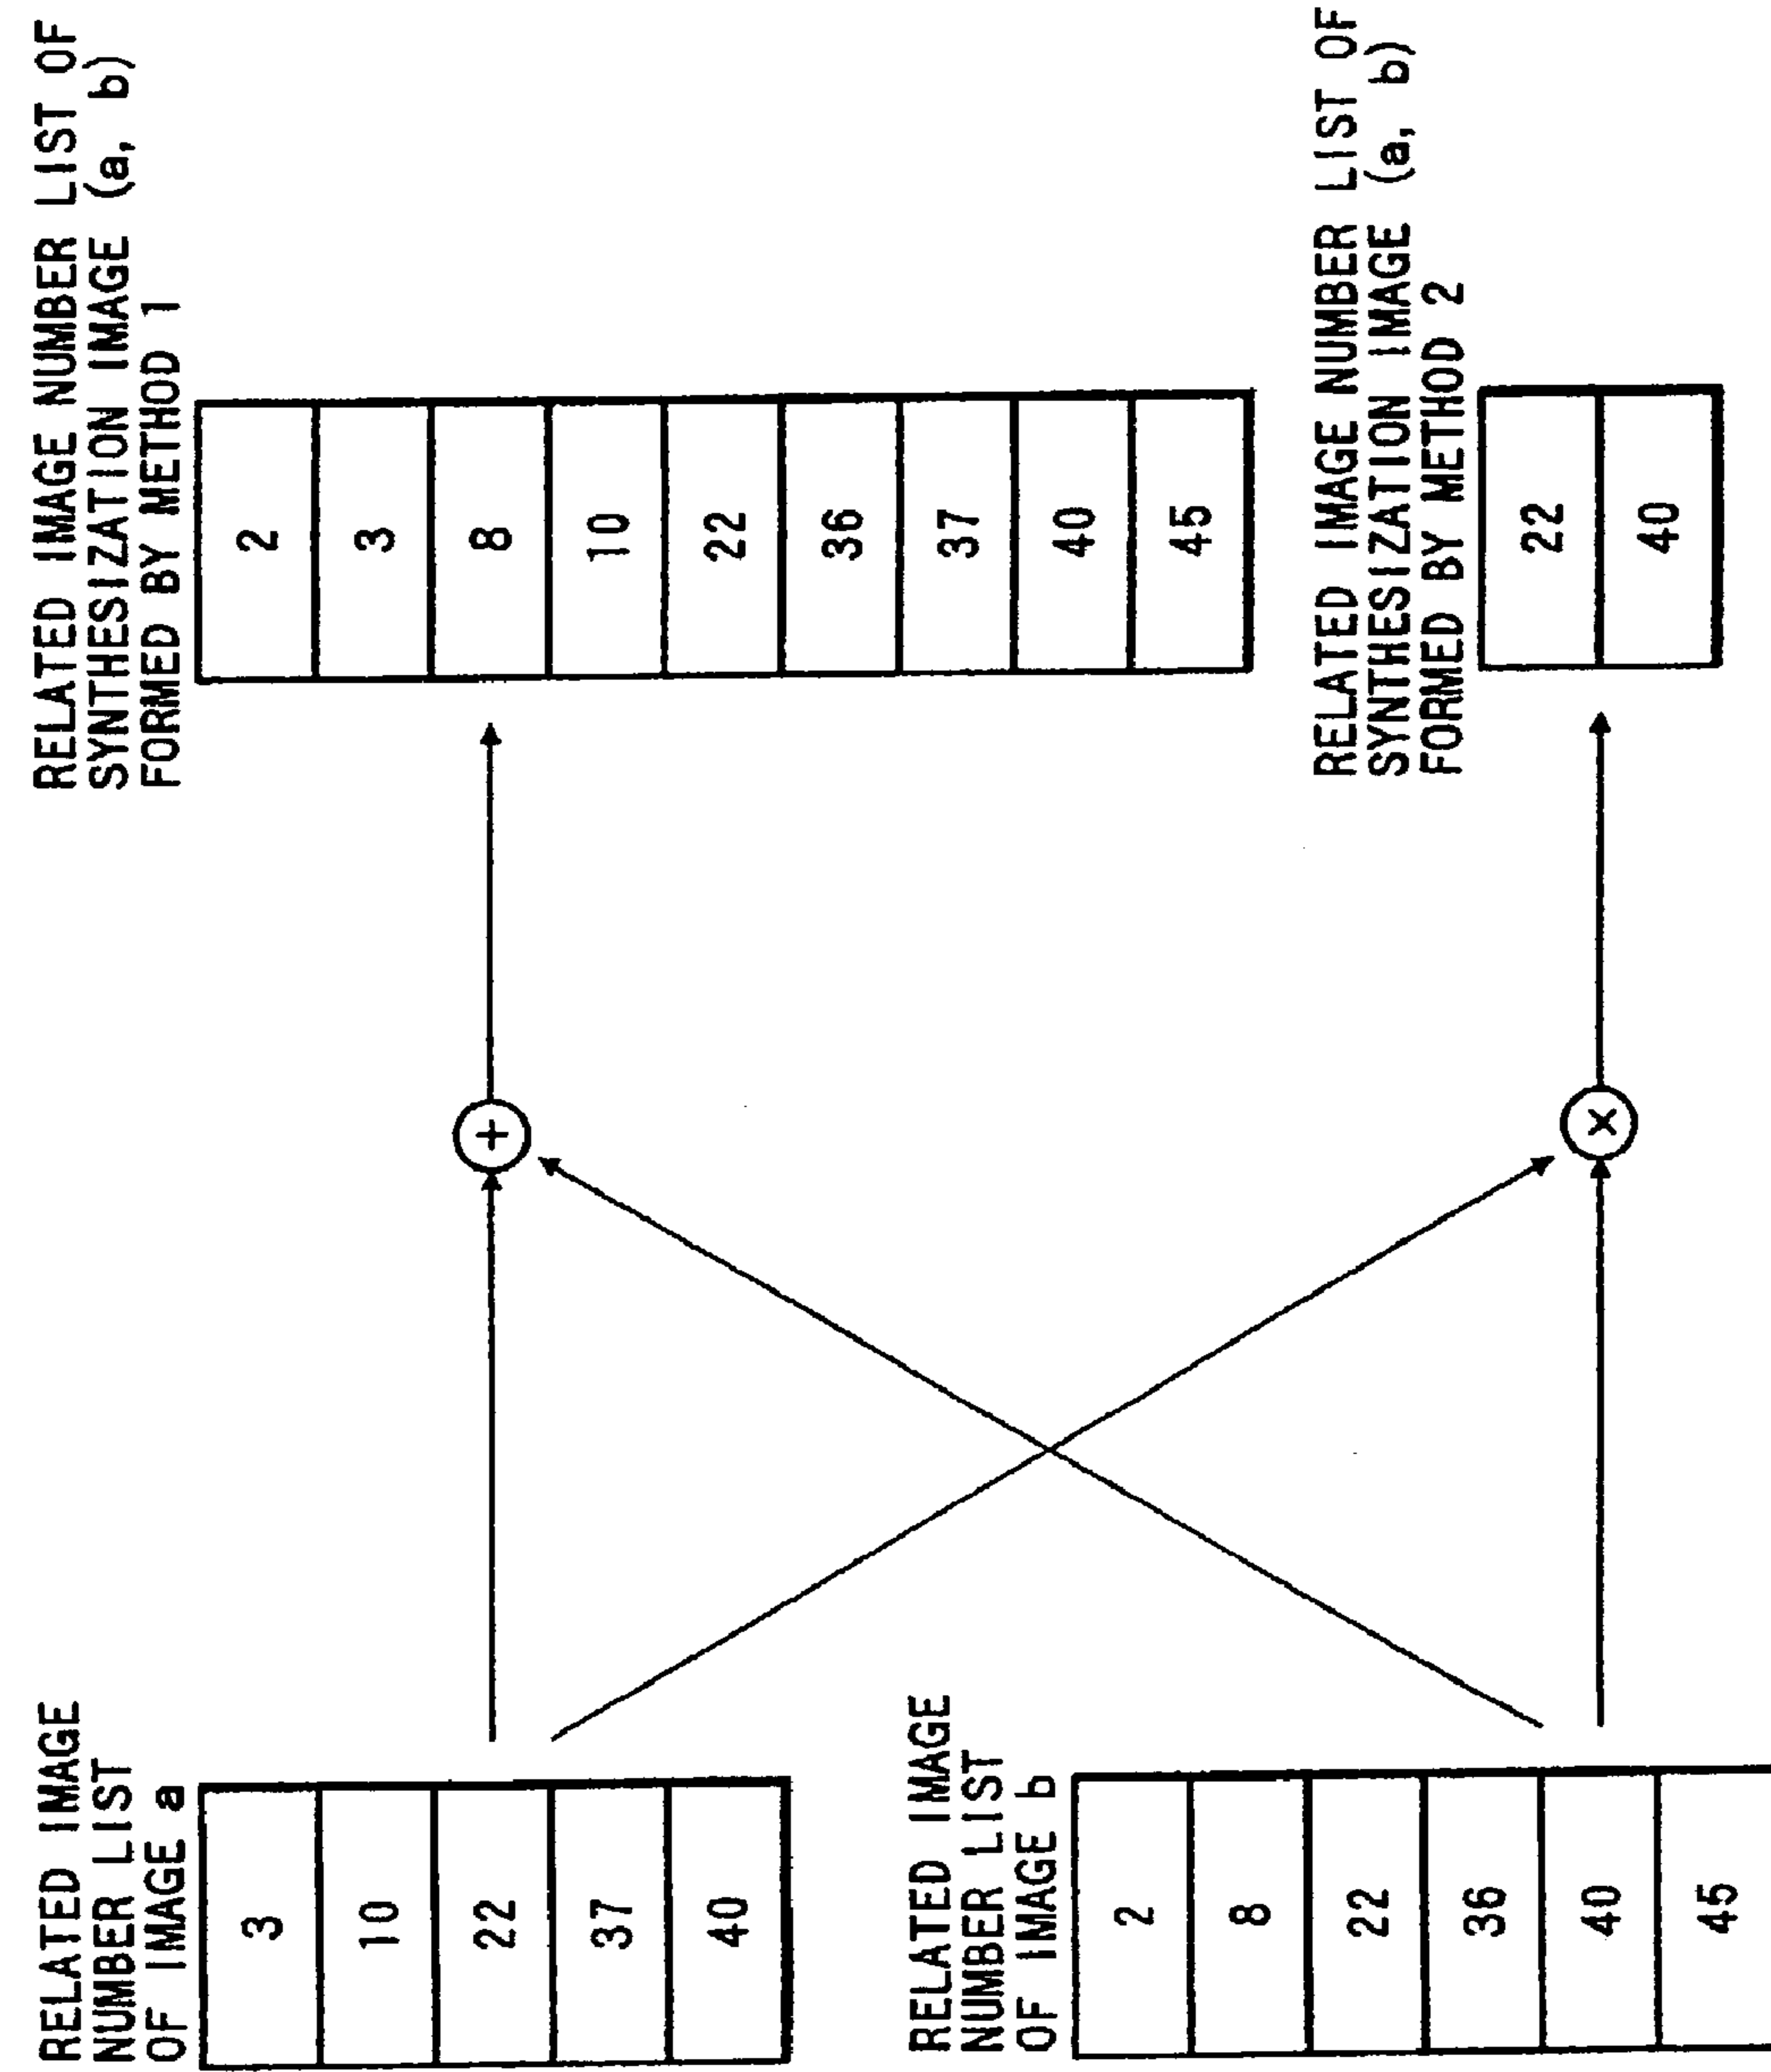 RELATED IMAGE
NUMBER LIST
OF IMAGE a
3
10
22
37
40
RELATED IMAGE
NUMBER LIST
OF IMAGE b
2
8
22
36
40
45
+
×
RELATED IMAGE NUMBER LIST OF
SYNTHESIZATION IMAGE (a, b)
FORMED BY METHOD 1
2
3
8
10
22
36
37
40
45
RELATED IMAGE NUMBER LIST OF
SYNTHESIZATION IMAGE (a, b)
FORMED BY METHOD 2
22
40